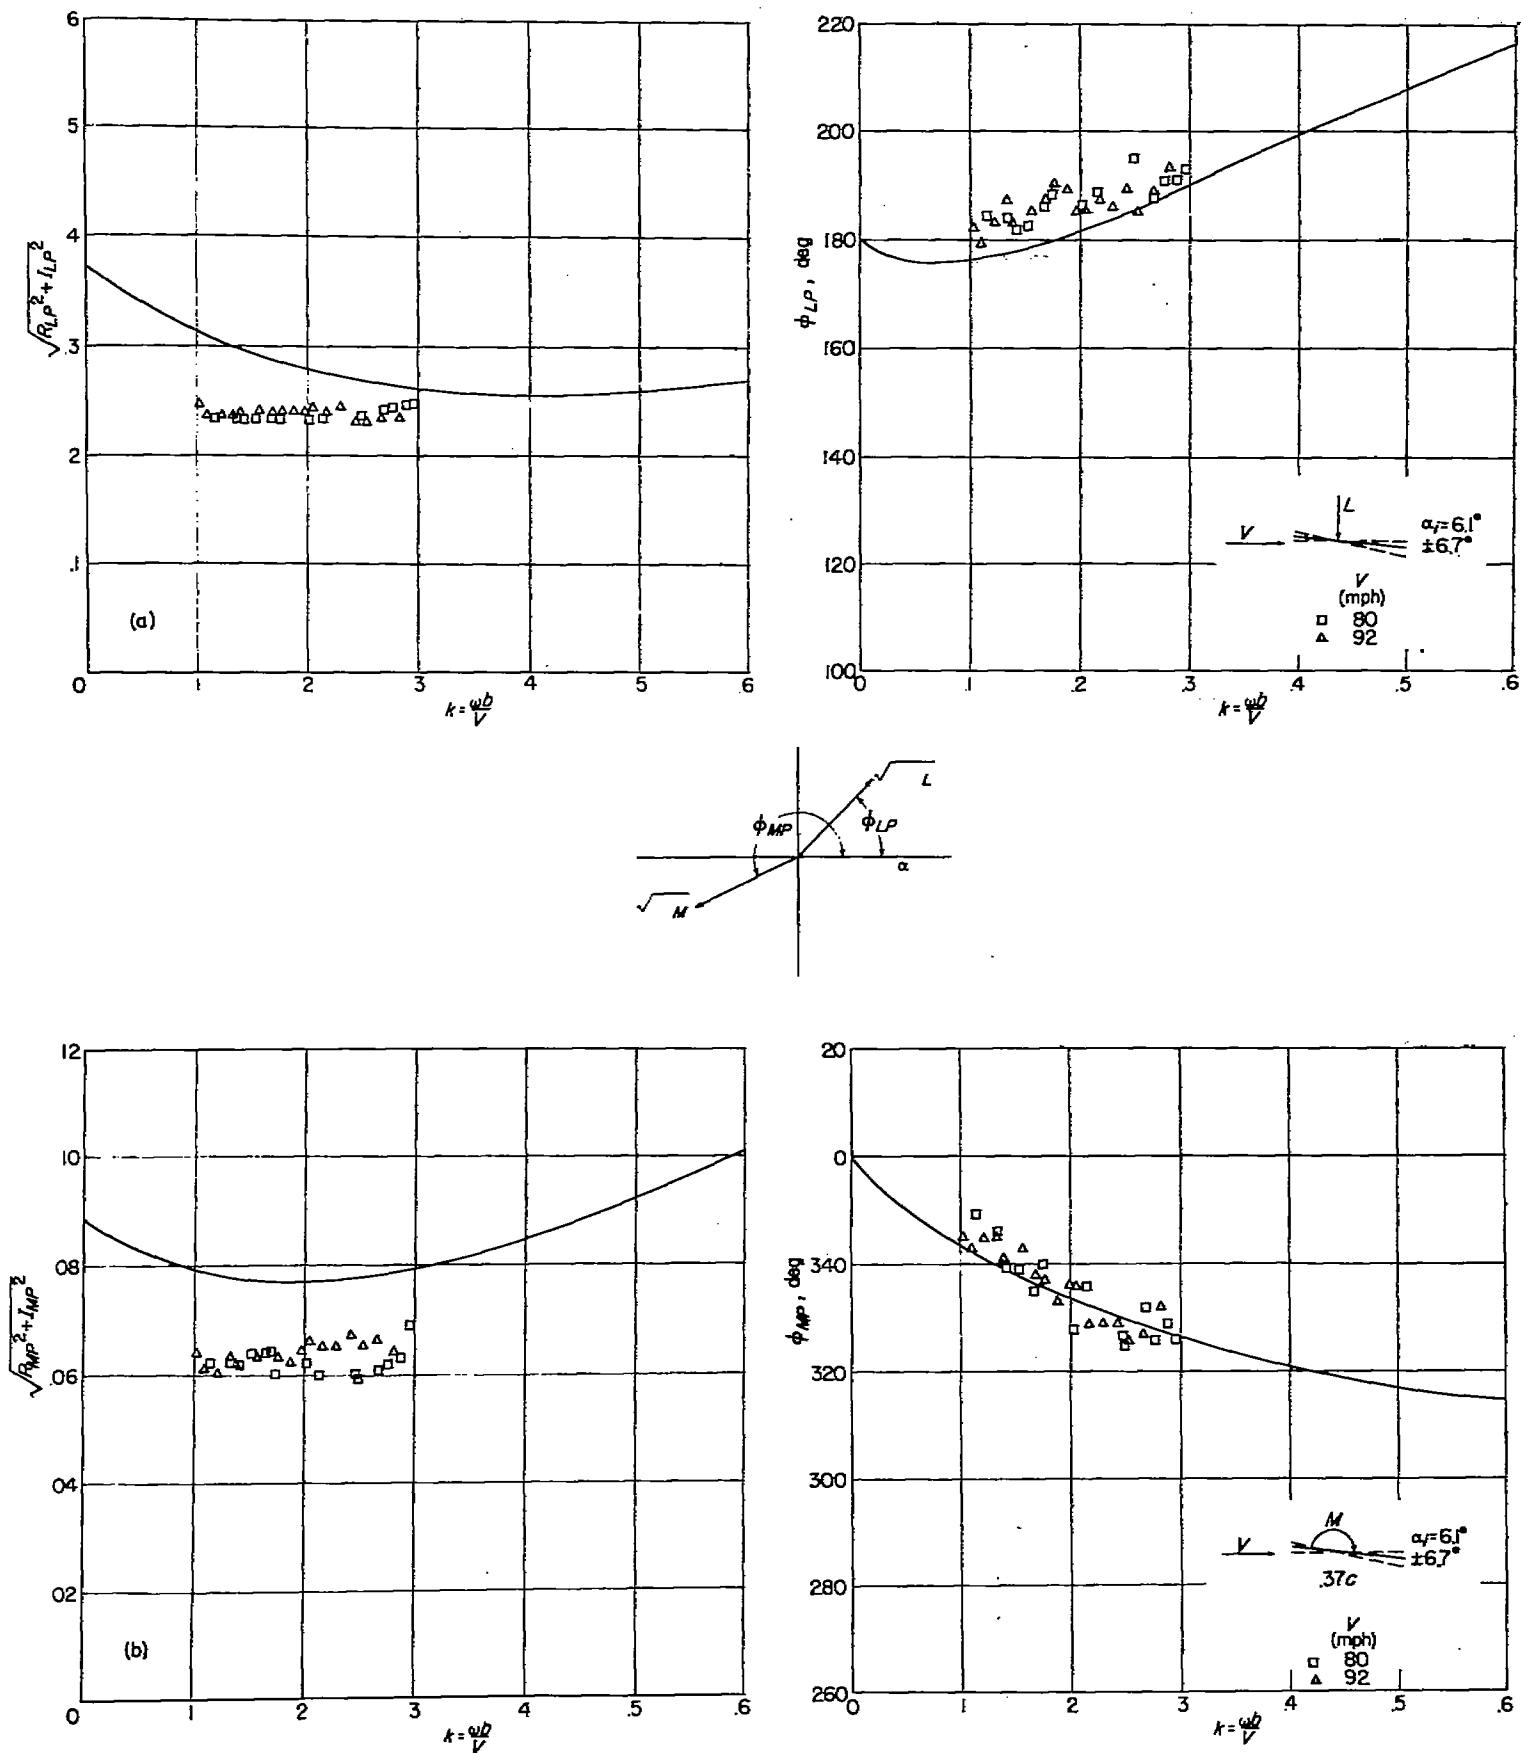 6
5
4
.3
2
.1
0
1
2
3
4
5
.6
√R_LP²+I_LP²
k = ωb/V
(a)
220
200
180
160
140
120
100
0
.1
.2
.3
.4
.5
.6
ϕ_LP, deg
k = ωb/V
L
V
α_i=6.1°
±6.7°
V
(mph)
□ 80
△ 92
√ L
ϕ_MP
ϕ_LP
α
√ M
12
10
08
06
04
02
0
.1
.2
3
4
.5
.6
√R_MP²+I_MP²
k = ωb/V
(b)
20
0
340
320
300
280
260
0
1
.2
.3
.4
.5
.6
ϕ_MP, deg
k = ωb/V
M
V
α_i=6.1°
±6.7°
.37c
V
(mph)
□ 80
△ 92